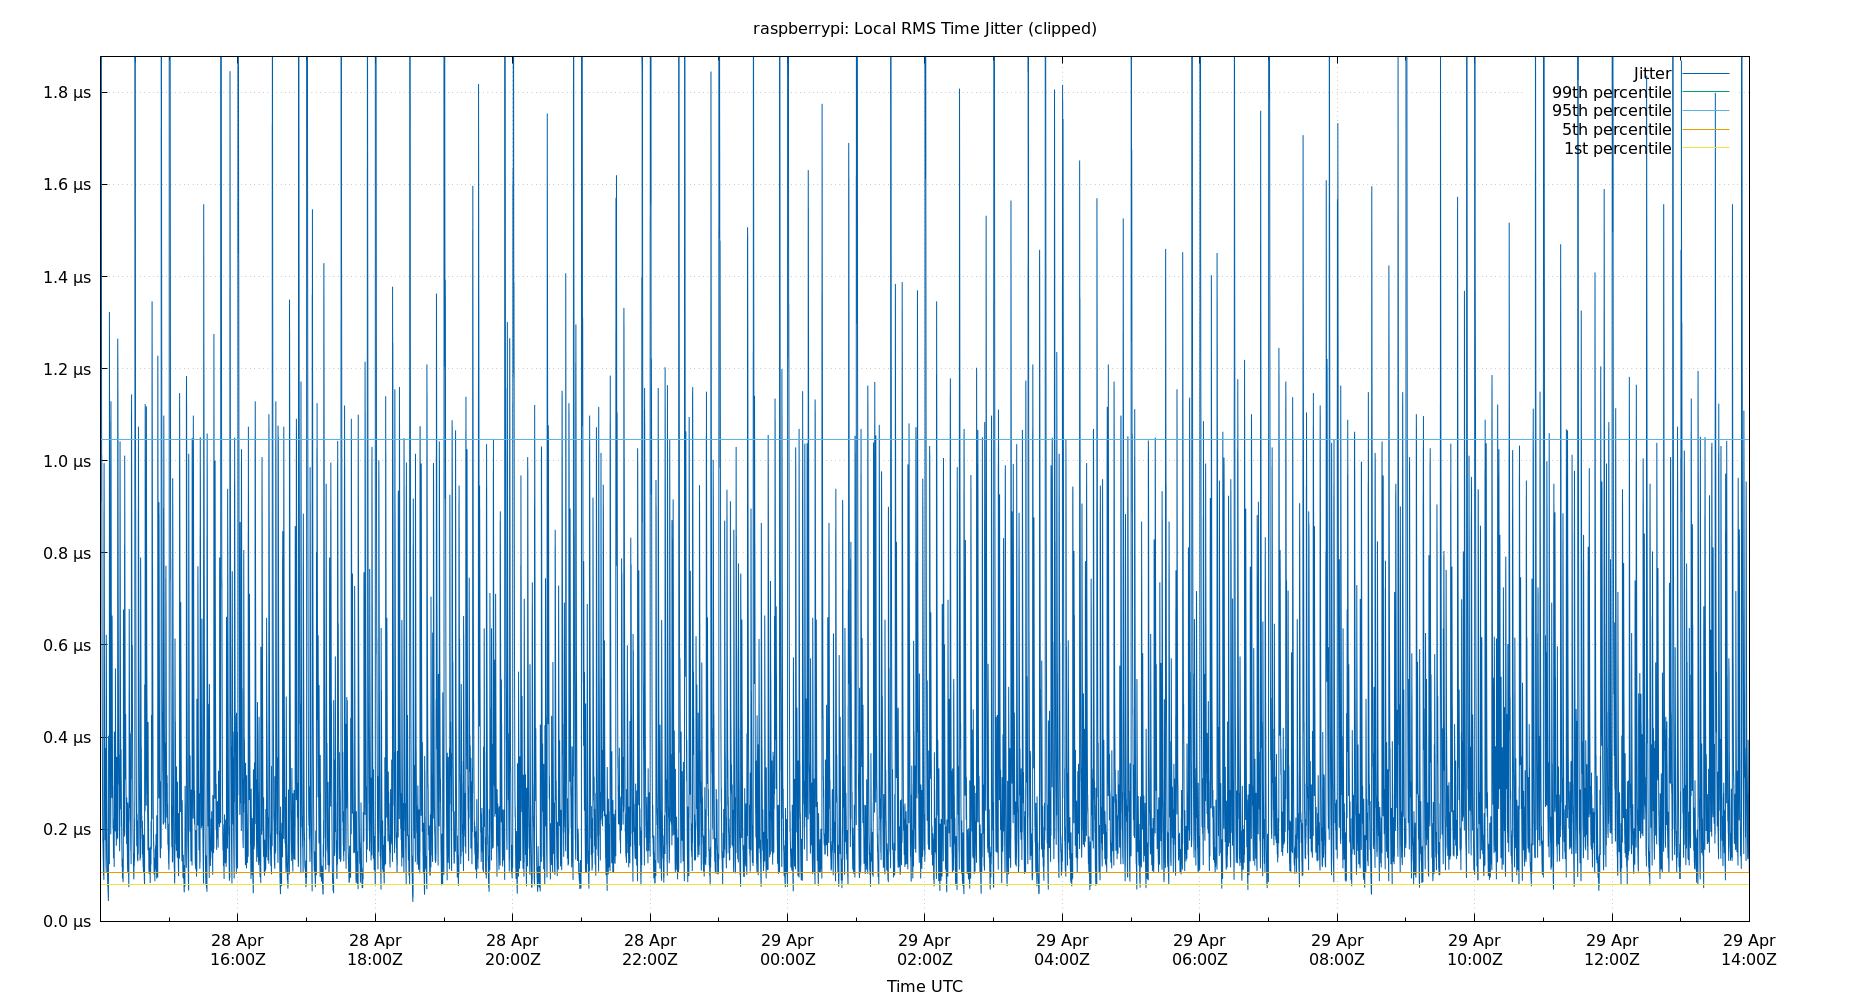 raspberrypi: Local RMS Time Jitter (clipped)
Jitter
99th percentile
95th percentile
5th percentile
1st percentile
1.8 µs
1.6 µs
1.4 µs
1.2 µs
1.0 µs
0.8 µs
0.6 µs
0.4 µs
0.2 µs
0.0 µs
28 Apr 28 Apr 28 Apr 28 Apr 29 Apr 29 Apr 29 Apr 29 Apr 29 Apr 29 Apr 29 Apr 29 Apr
16:00Z 18:00Z 20:00Z 22:00Z 00:00Z 02:00Z 04:00Z 06:00Z 08:00Z 10:00Z 12:00Z 14:00Z
Time UTC